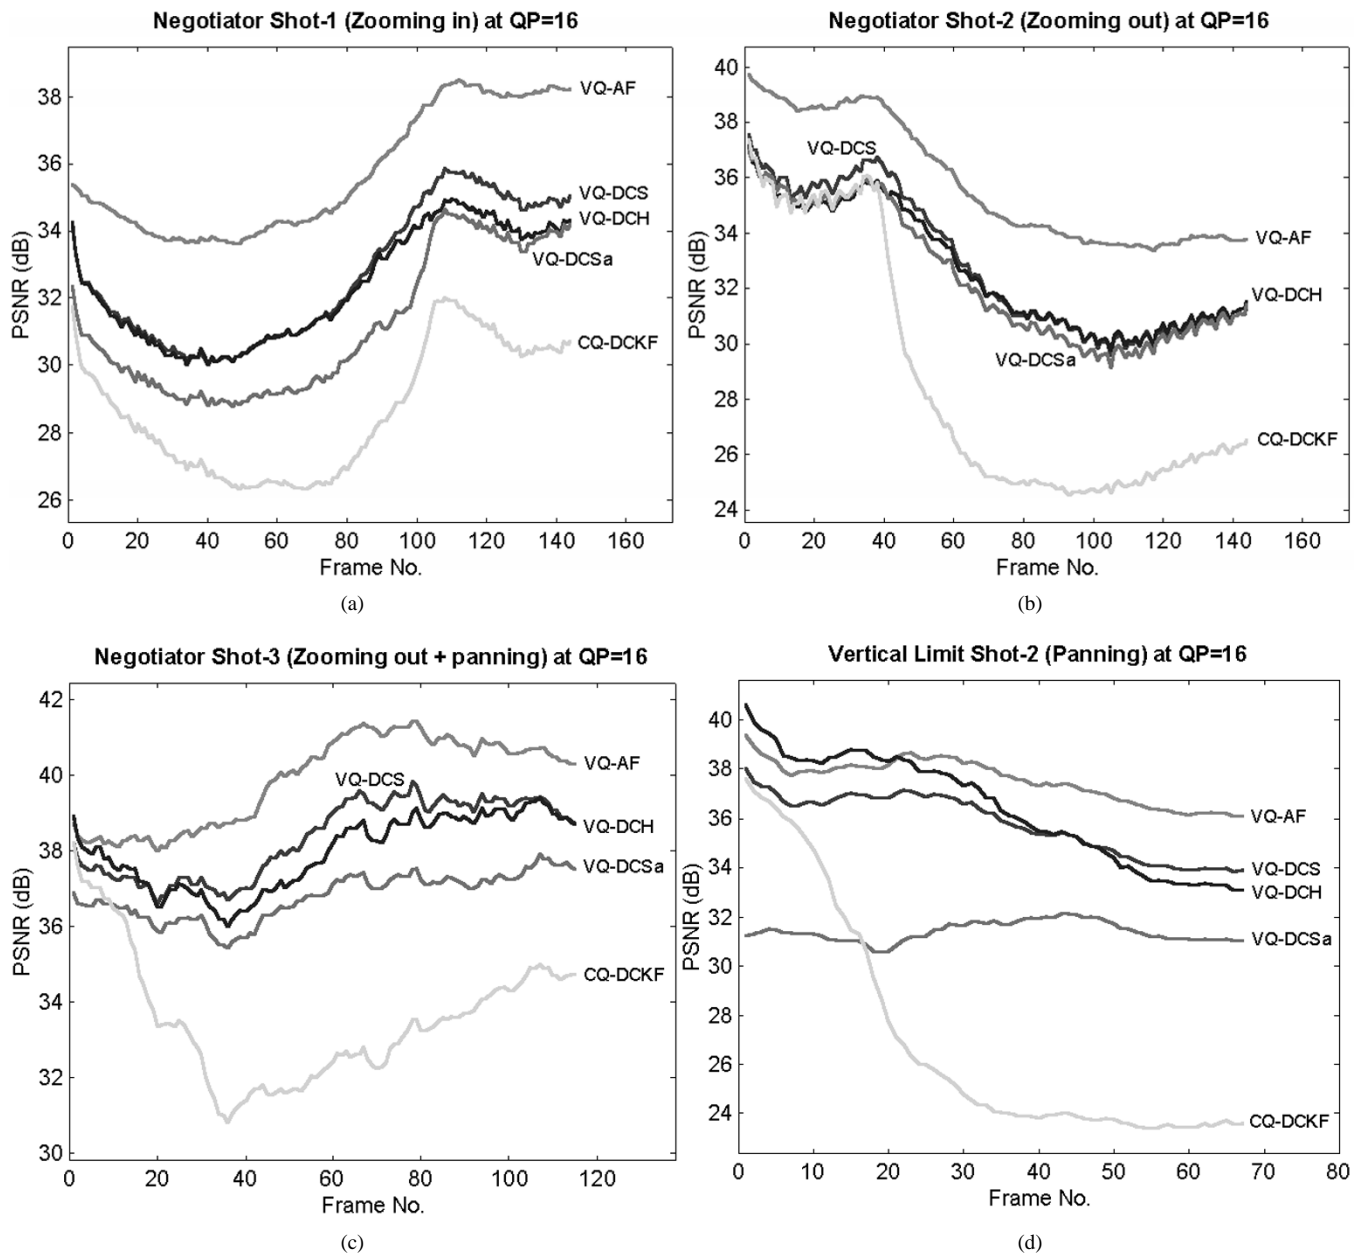 Negotiator Shot-1 (Zooming in) at QP=16
38
36
34
32
30
28
26
PSNR (dB)
VQ-AF
VQ-DCS
VQ-DCH
VQ-DCSa
CQ-DCKF
0 20 40 60 80 100 120 140 160
Frame No.
(a)
Negotiator Shot-2 (Zooming out) at QP=16
40
38
36
34
32
30
28
26
24
PSNR (dB)
VQ-DCS
VQ-AF
VQ-DCH
VQ-DCSa
CQ-DCKF
0 20 40 60 80 100 120 140 160
Frame No.
(b)
Negotiator Shot-3 (Zooming out + panning) at QP=16
42
40
38
36
34
32
30
PSNR (dB)
VQ-AF
VQ-DCS
VQ-DCH
VQ-DCSa
CQ-DCKF
0 20 40 60 80 100 120
Frame No.
(c)
Vertical Limit Shot-2 (Panning) at QP=16
40
38
36
34
32
30
28
26
24
PSNR (dB)
VQ-AF
VQ-DCS
VQ-DCH
VQ-DCSa
CQ-DCKF
0 10 20 30 40 50 60 70 80
Frame No.
(d)